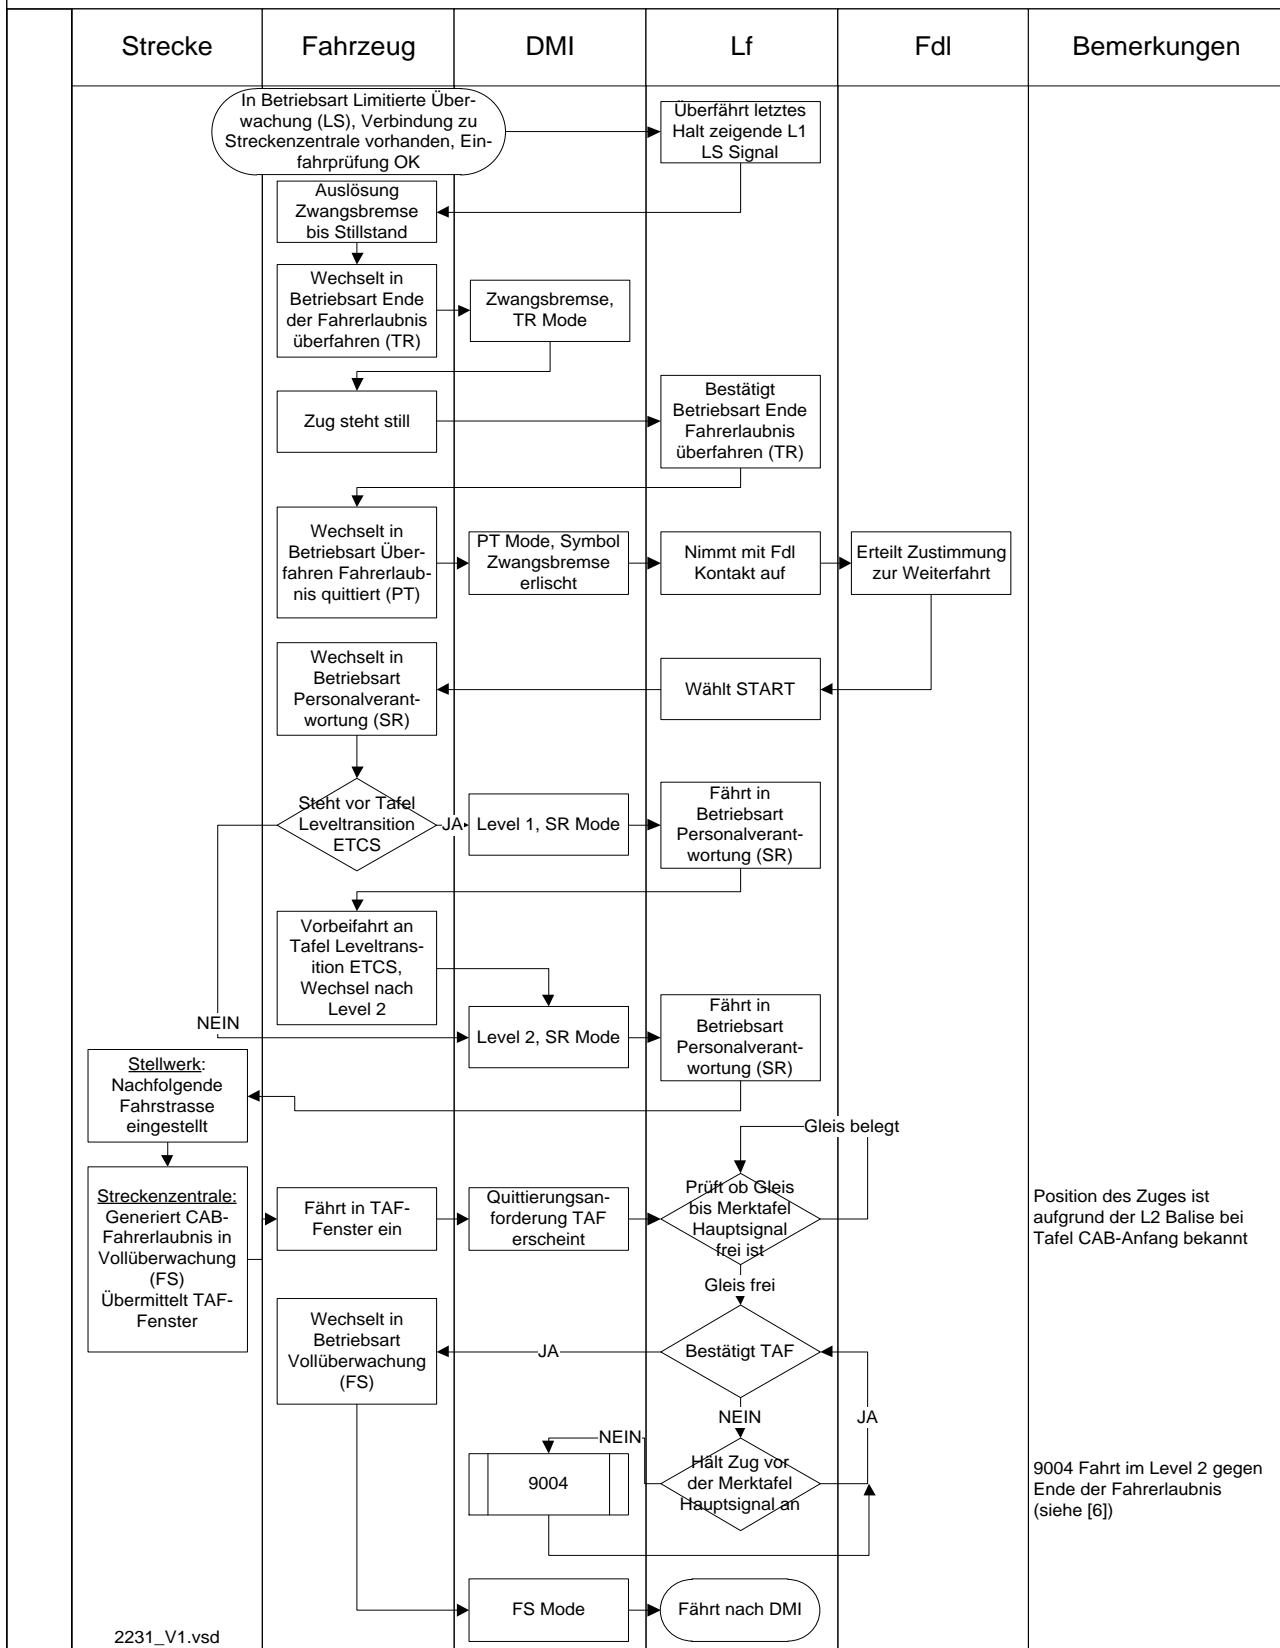 Strecke
Fahrzeug
DMI
Lf
Fdl
Bemerkungen
In Betriebsart Limitierte Über-
wachung (LS), Verbindung zu
Streckenzentrale vorhanden, Ein-
fahrprüfung OK
Überfährt letztes
Halt zeigende L1
LS Signal
Auslösung
Zwangsbremse
bis Stillstand
Wechselt in
Betriebsart Ende
der Fahrerlaubnis
überfahren (TR)
Zwangsbremse,
TR Mode
Zug steht still
Bestätigt
Betriebsart Ende
Fahrerlaubnis
überfahren (TR)
Wechselt in
Betriebsart Über-
fahren Fahrerlaub-
nis quittiert (PT)
PT Mode, Symbol
Zwangsbremse
erlischt
Nimmt mit Fdl
Kontakt auf
Erteilt Zustimmung
zur Weiterfahrt
Wechselt in
Betriebsart
Personalverant-
wortung (SR)
Wählt START
Steht vor Tafel
Leveltransition
ETCS
JA
Level 1, SR Mode
Fährt in
Betriebsart
Personalverant-
wortung (SR)
Vorbeifahrt an
Tafel Leveltrans-
ition ETCS,
Wechsel nach
Level 2
NEIN
Level 2, SR Mode
Fährt in
Betriebsart
Personalverant-
wortung (SR)
Stellwerk:
Nachfolgende
Fahrstrasse
eingestellt
Gleis belegt
Streckenzentrale:
Generiert CAB-
Fahrerlaubnis in
Vollüberwachung
(FS)
Übermittelt TAF-
Fenster
Fährt in TAF-
Fenster ein
Quittierungsan-
forderung TAF
erscheint
Prüft ob Gleis
bis Merktafel
Hauptsignal
frei ist
Position des Zuges ist
aufgrund der L2 Balise bei
Tafel CAB-Anfang bekannt
Gleis frei
Wechselt in
Betriebsart
Vollüberwachung
(FS)
JA
Bestätigt TAF
NEIN
JA
NEIN
9004
Hält Zug vor
der Merktafel
Hauptsignal an
9004 Fahrt im Level 2 gegen
Ende der Fahrerlaubnis
(siehe [6])
FS Mode
Fährt nach DMI
2231_V1.vsd